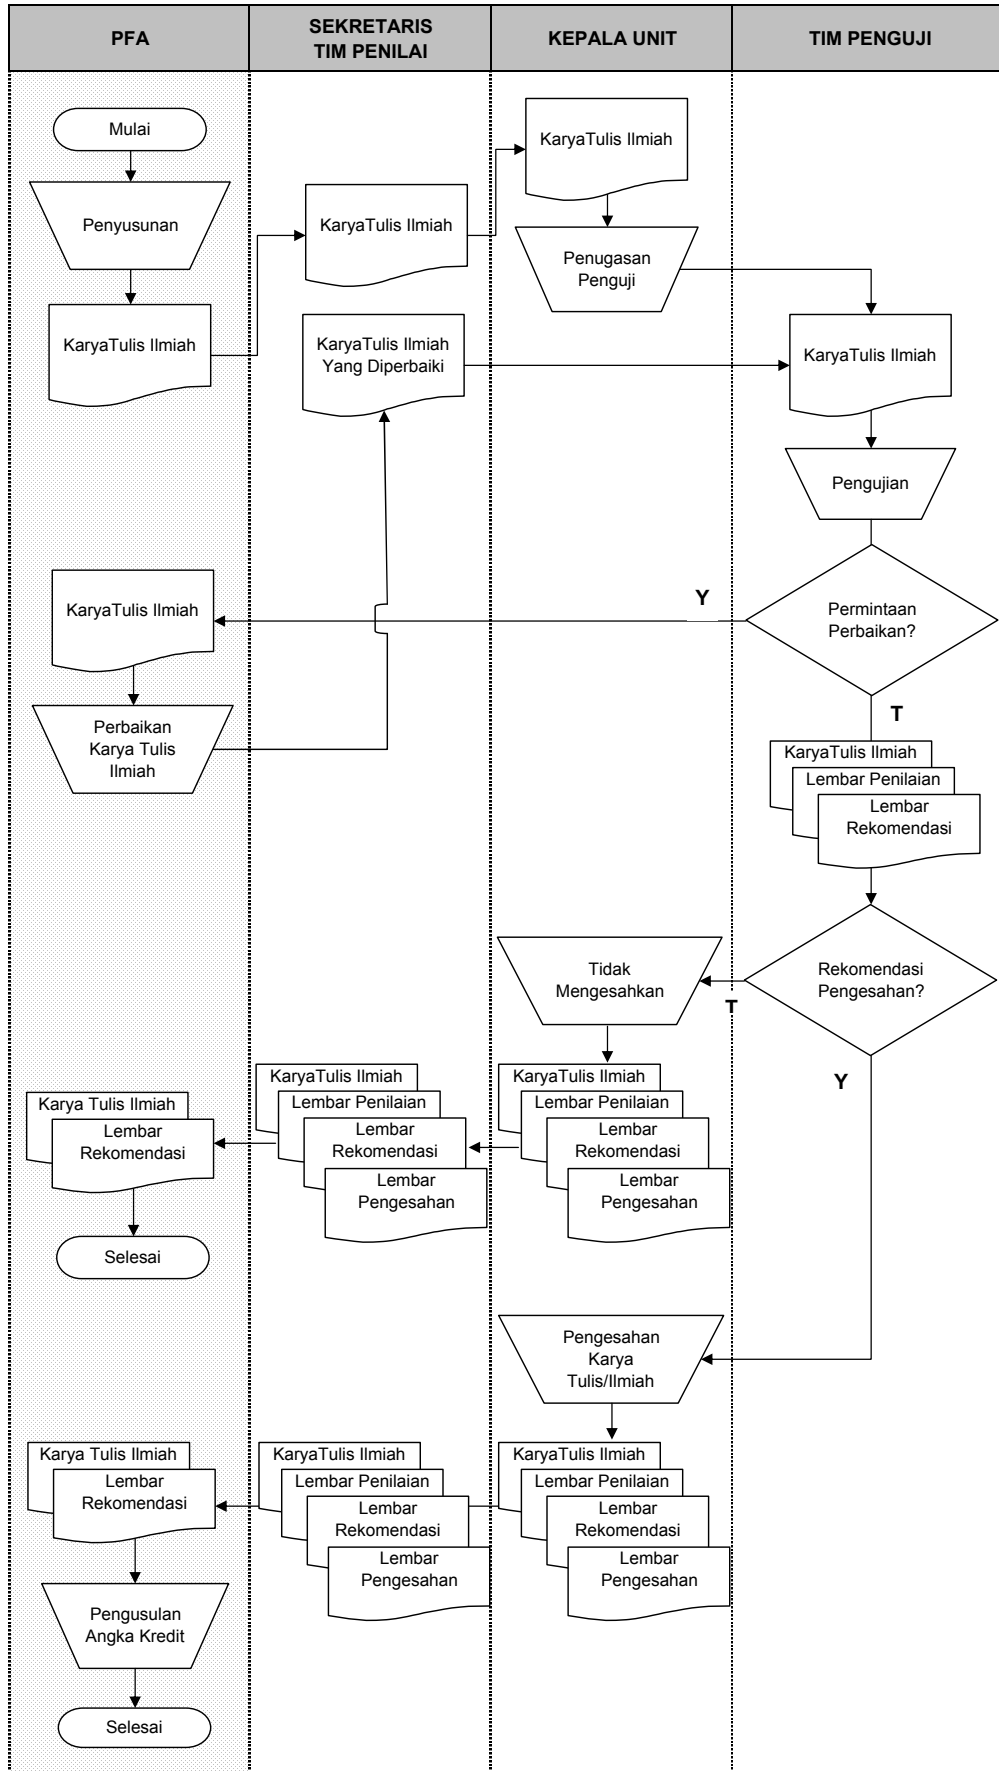 PFA
SEKRETARIS
TIM PENILAI
KEPALA UNIT
TIM PENGUJI
Mulai
Penyusunan
KaryaTulis Ilmiah
KaryaTulis Ilmiah
KaryaTulis Ilmiah
Penugasan
Penguji
KaryaTulis Ilmiah
Yang Diperbaiki
KaryaTulis Ilmiah
Pengujian
Permintaan
Perbaikan?
Y
KaryaTulis Ilmiah
Perbaikan
Karya Tulis
Ilmiah
T
KaryaTulis Ilmiah
Lembar Penilaian
Lembar
Rekomendasi
Rekomendasi
Pengesahan?
T
Tidak
Mengesahkan
Y
KaryaTulis Ilmiah
Lembar Penilaian
Lembar
Rekomendasi
Lembar
Pengesahan
KaryaTulis Ilmiah
Lembar Penilaian
Lembar
Rekomendasi
Lembar
Pengesahan
Karya Tulis Ilmiah
Lembar
Rekomendasi
Selesai
Pengesahan
Karya
Tulis/Ilmiah
KaryaTulis Ilmiah
Lembar Penilaian
Lembar
Rekomendasi
Lembar
Pengesahan
KaryaTulis Ilmiah
Lembar Penilaian
Lembar
Rekomendasi
Lembar
Pengesahan
Karya Tulis Ilmiah
Lembar
Rekomendasi
Pengusulan
Angka Kredit
Selesai